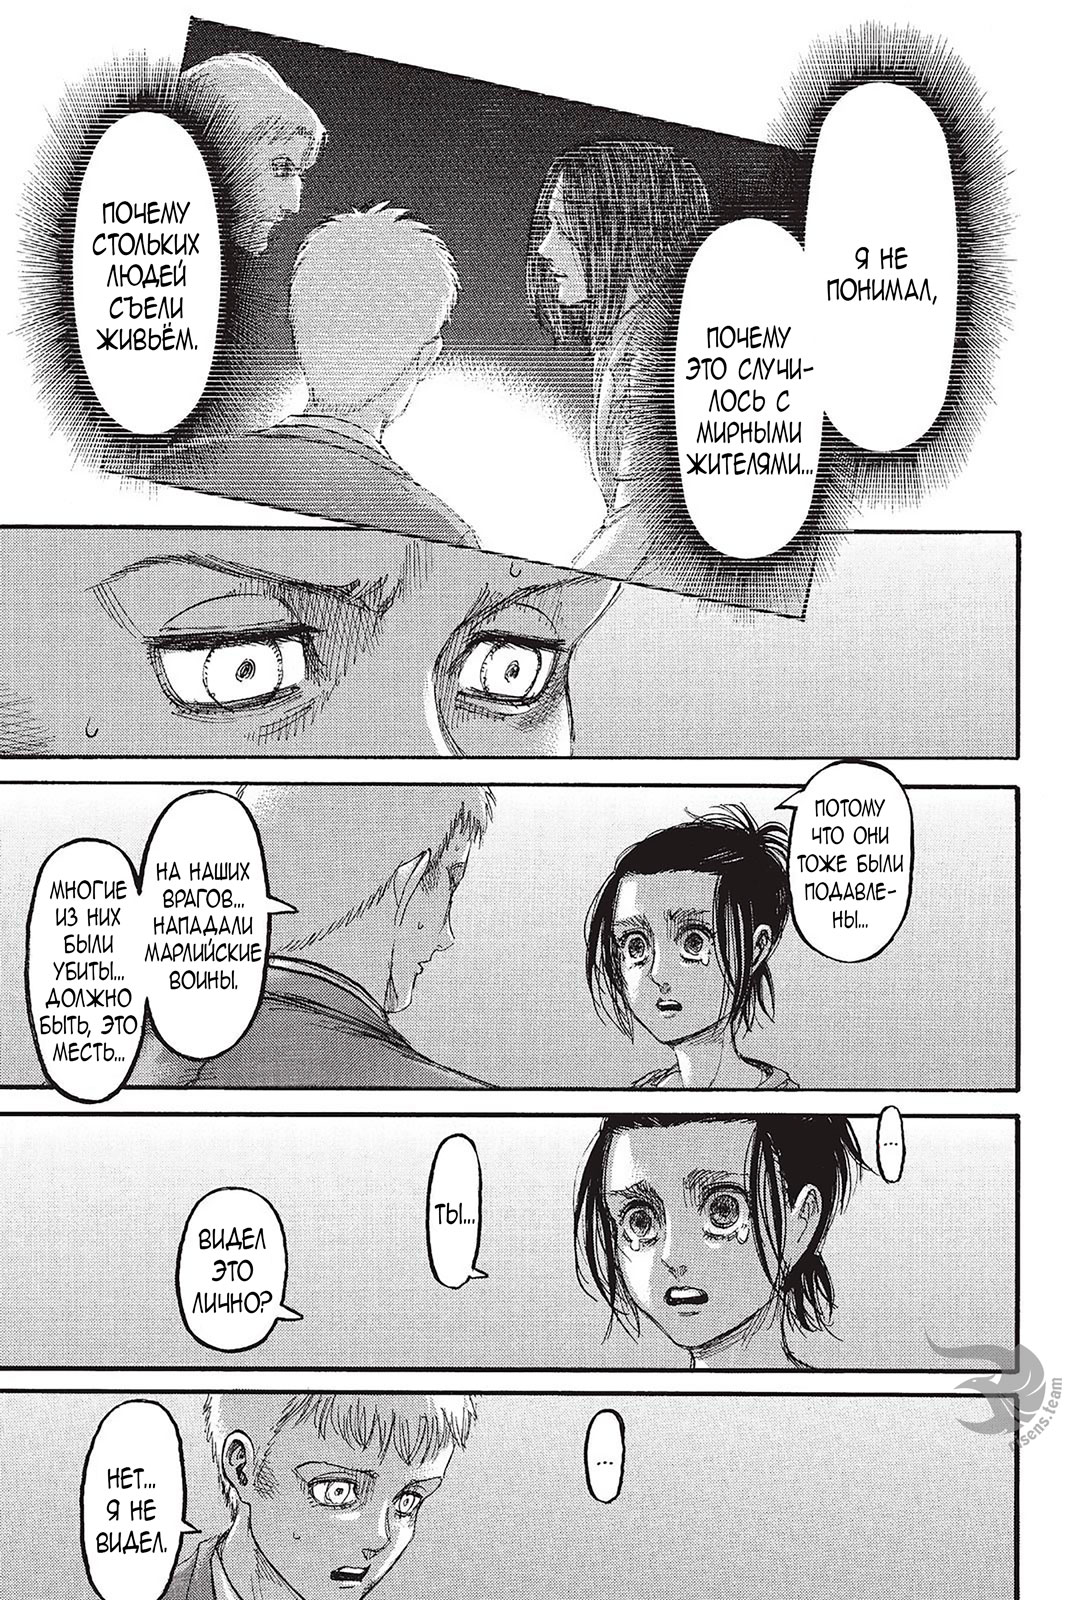 Я НЕ
ПОНИМАЛ,
ПОЧЕМУ
ЭТО СЛУЧИ-
ЛОСЬ С
МИРНЫМИ
ЖИТЕЛЯМИ...
ПОЧЕМУ
СТОЛЬКИХ
ЛЮДЕЙ
СЪЕЛИ
ЖИВЬЁМ.
ПОТОМУ
ЧТО ОНИ
ТОЖЕ БЫЛИ
ПОДАВЛЕ-
НЫ...
НА НАШИХ
ВРАГОВ...
НАПАДАЛИ
МАРЛИЙСКИЕ
ВОИНЫ.
МНОГИЕ
ИЗ НИХ
БЫЛИ
УБИТЫ...
ДОЛЖНО
БЫТЬ, ЭТО
МЕСТЬ...
...
ТЫ...
ВИДЕЛ
ЭТО
ЛИЧНО?
...
НЕТ...
Я НЕ
ВИДЕЛ.
risens.team